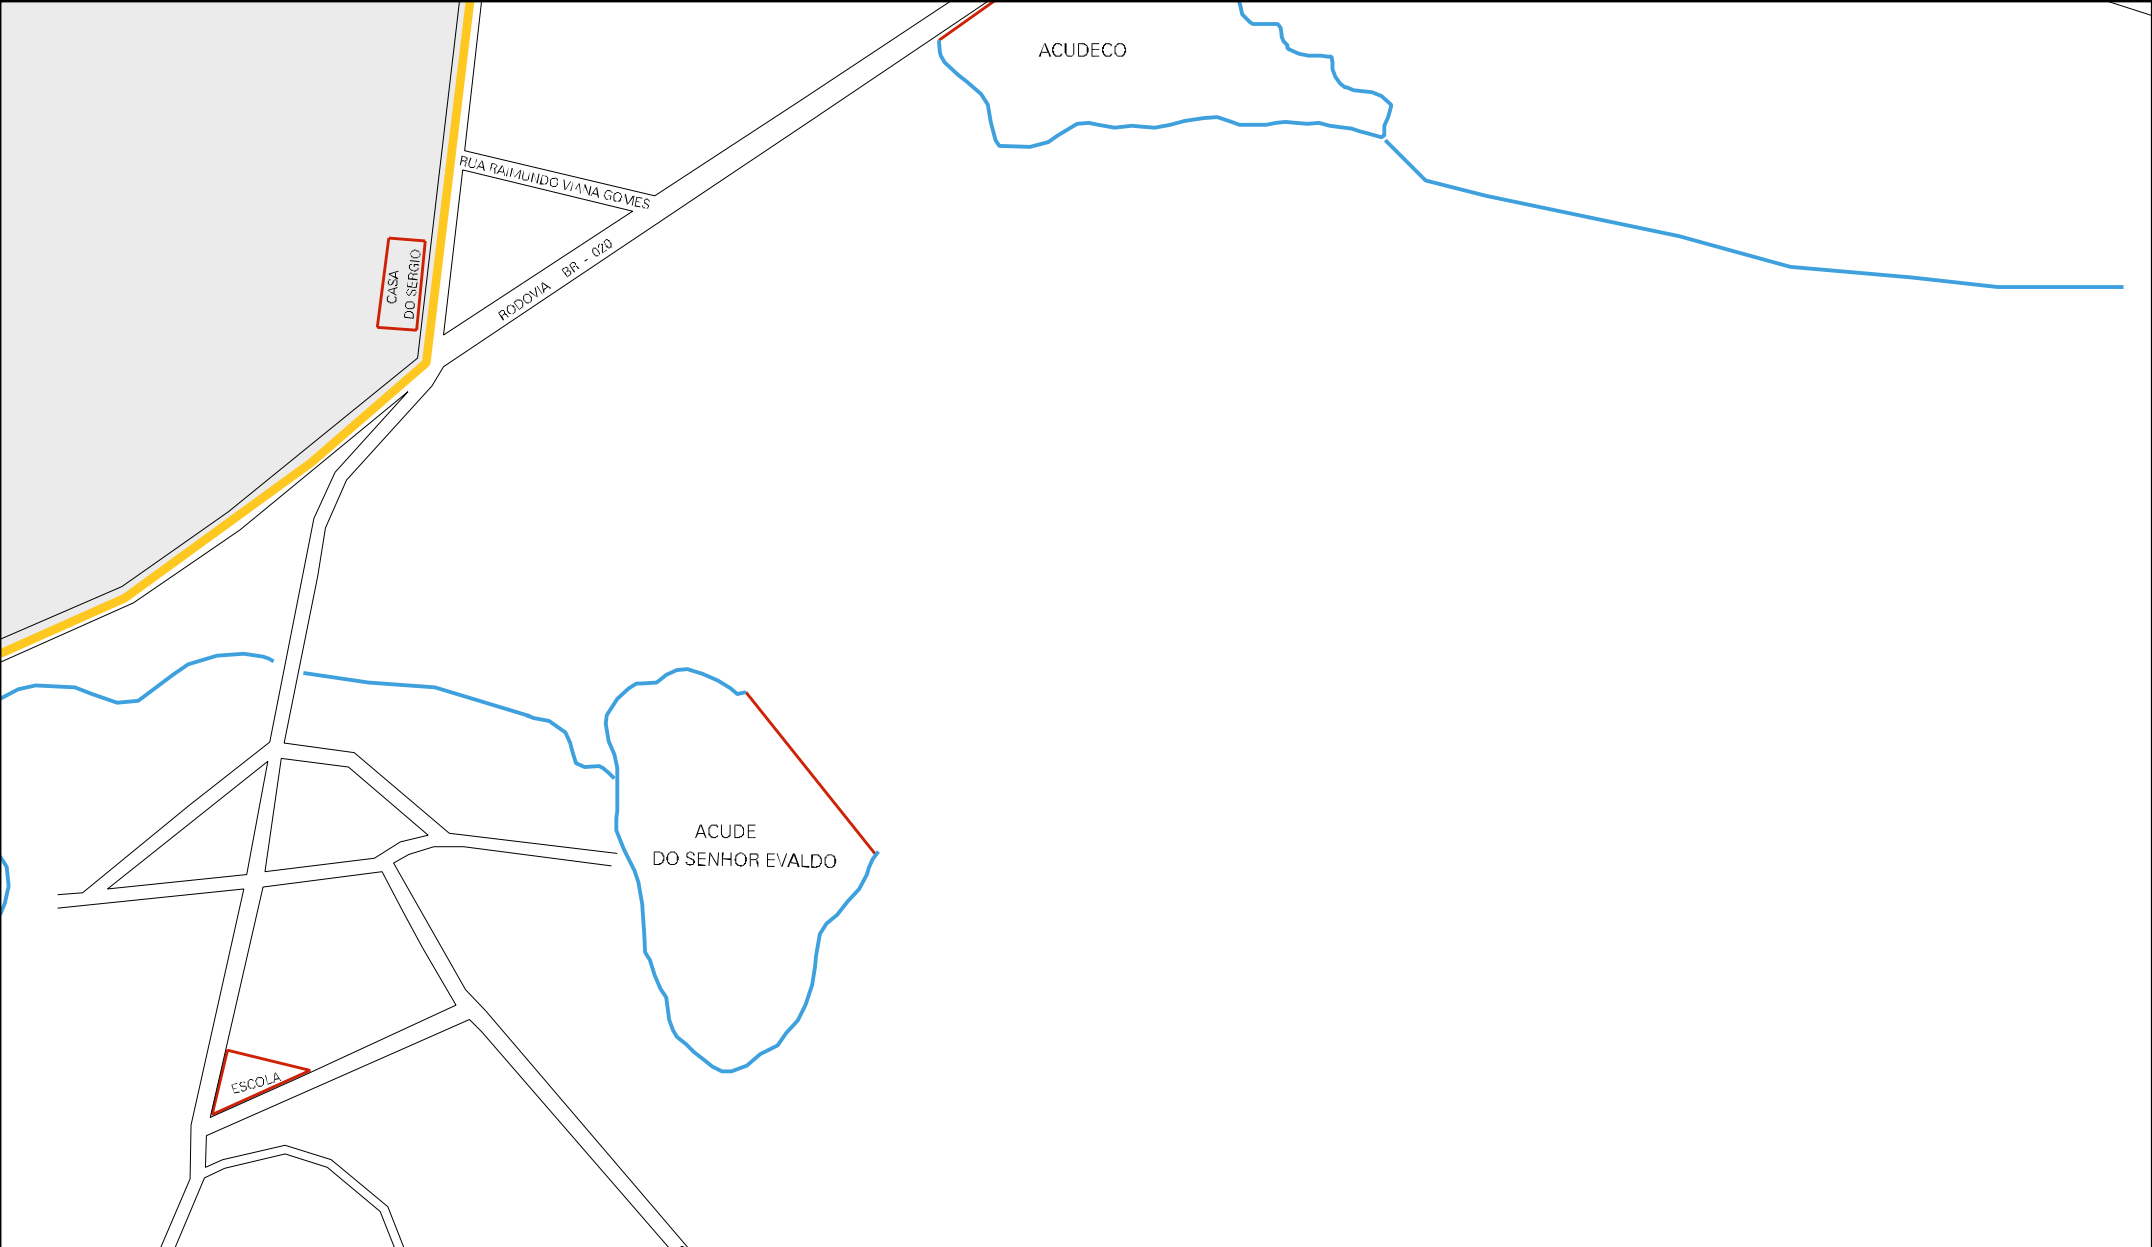 ACUDECO
RUA RAIMUNDO VIANA GOMES
RODOVIA BR - 020
CASA
DO SERGIO
ACUDE
DO SENHOR EVALDO
ESCOLA